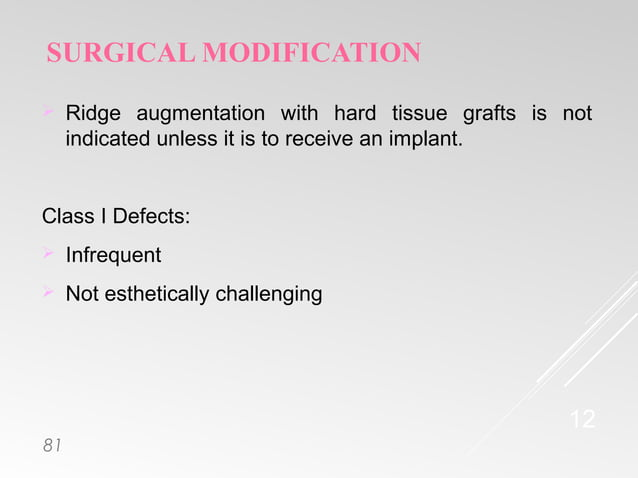 SURGICAL MODIFICATION
Ridge augmentation with hard tissue grafts is not
indicated unless it is to receive an implant.
Class I Defects:
Infrequent
Not esthetically challenging
12
81